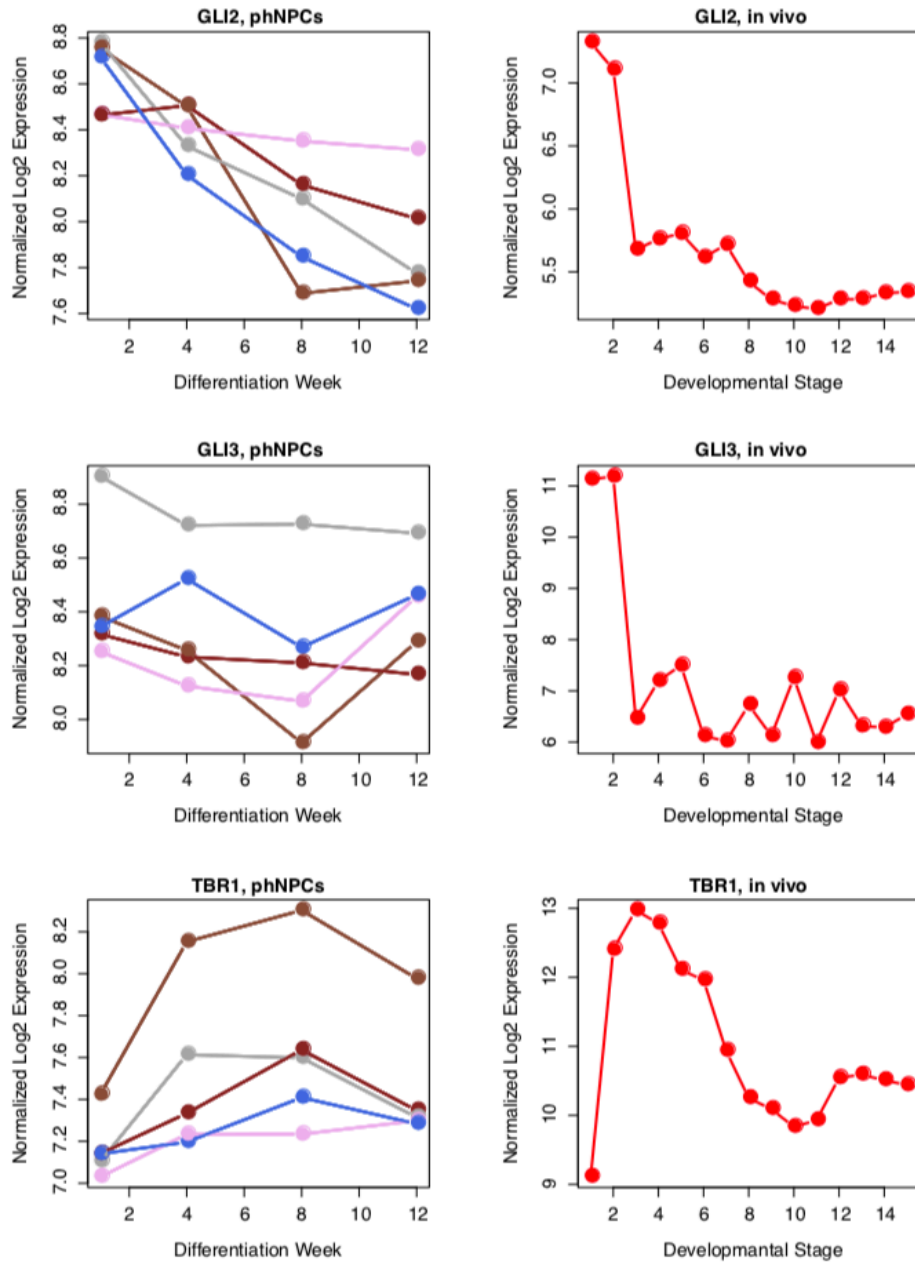 GLI2, phNPCs
Normalized Log2 Expression
7.6 7.8 8.0 8.2 8.4 8.6 8.8
2 4 6 8 10 12
Differentiation Week
GLI2, in vivo
Normalized Log2 Expression
5.5 6.0 6.5 7.0
2 4 6 8 10 12 14
Developmental Stage
GLI3, phNPCs
Normalized Log2 Expression
8.0 8.2 8.4 8.6 8.8
2 4 6 8 10 12
Differentiation Week
GLI3, in vivo
Normalized Log2 Expression
6 7 8 9 10 11
2 4 6 8 10 12 14
Developmental Stage
TBR1, phNPCs
Normalized Log2 Expression
7.0 7.2 7.4 7.6 7.8 8.0 8.2
2 4 6 8 10 12
Differentiation Week
TBR1, in vivo
Normalized Log2 Expression
9 10 11 12 13
2 4 6 8 10 12 14
Developmantal Stage